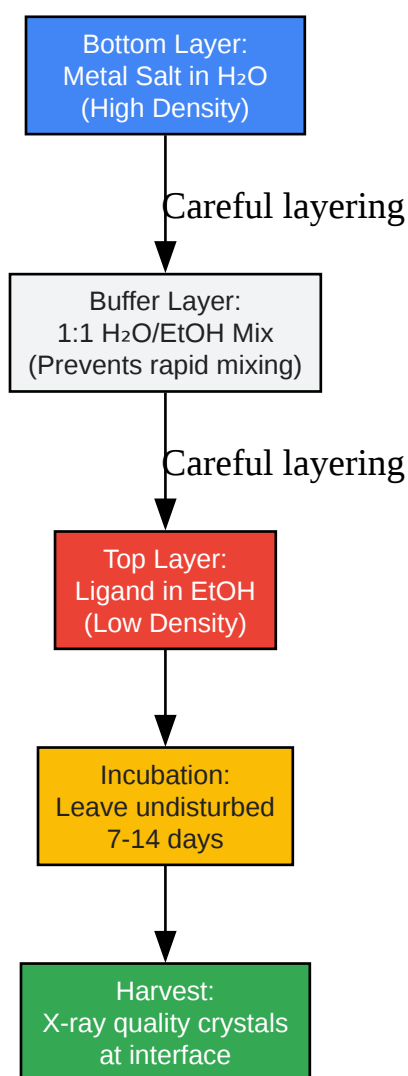 Bottom Layer:
Metal Salt in H₂O
(High Density)
Careful layering
Buffer Layer:
1:1 H₂O/EtOH Mix
(Prevents rapid mixing)
Careful layering
Top Layer:
Ligand in EtOH
(Low Density)
Incubation:
Leave undisturbed
7-14 days
Harvest:
X-ray quality crystals
at interface